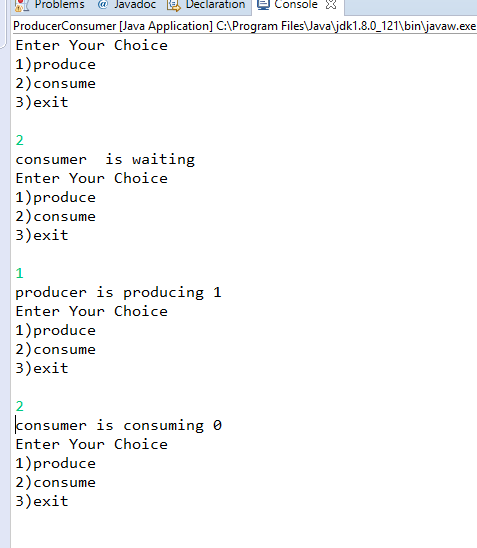 Problems @ Javadoc Declaration Console
ProducerConsumer [Java Application] C:\Program Files\Java\jdk1.8.0_121\bin\javaw.exe
Enter Your Choice
1)produce
2)consume
3)exit
2
consumer  is waiting
Enter Your Choice
1)produce
2)consume
3)exit
1
producer is producing 1
Enter Your Choice
1)produce
2)consume
3)exit
2
consumer is consuming 0
Enter Your Choice
1)produce
2)consume
3)exit